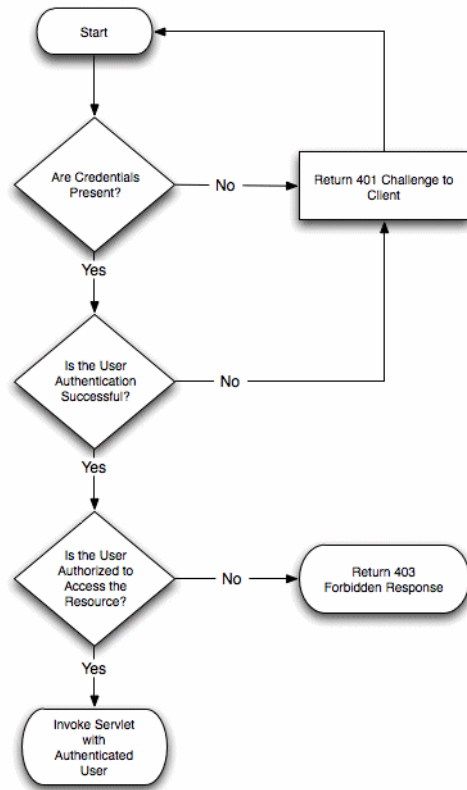 Start
Are Credentials
Present?
No
Return 401 Challenge to
Client
Yes
Is the User
Authentication
Successful?
No
Yes
Is the User
Authorized to
Access the
Resource?
No
Return 403
Forbidden Response
Yes
Invoke Servlet
with
Authenticated
User